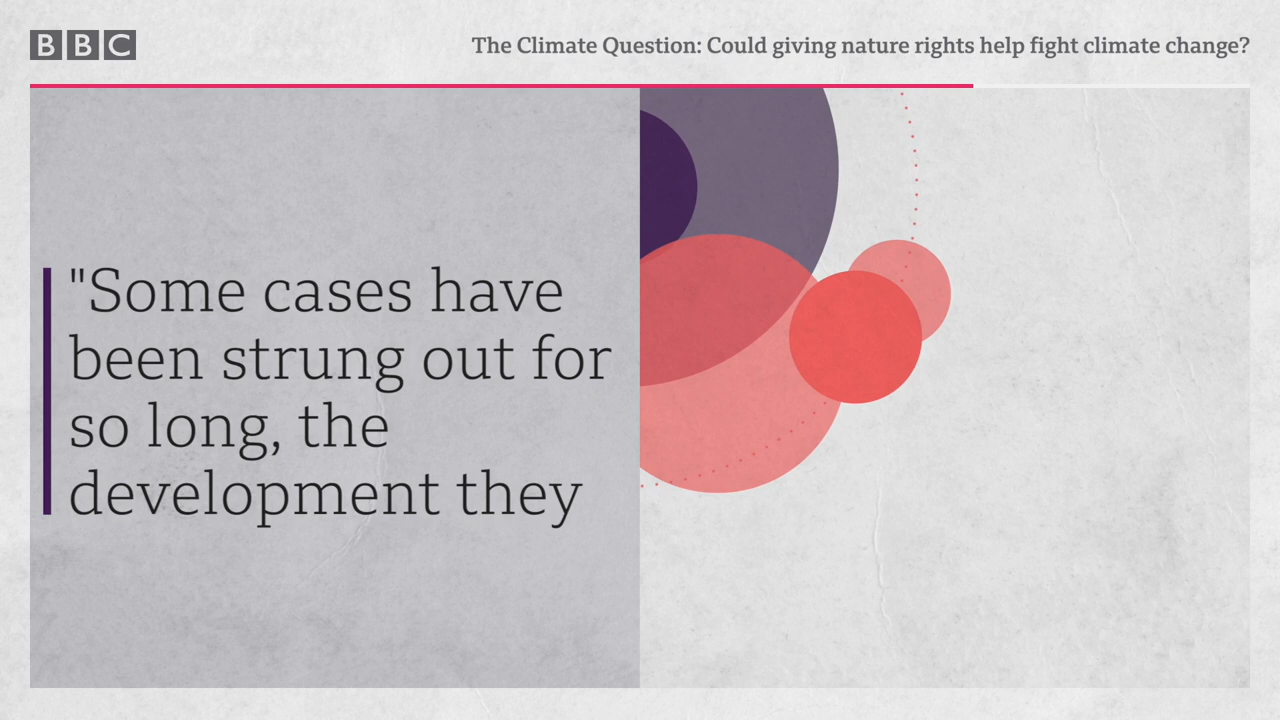 BBC
The Climate Question: Could giving nature rights help fight climate change?
"Some cases have
been strung out for
so long, the
development they